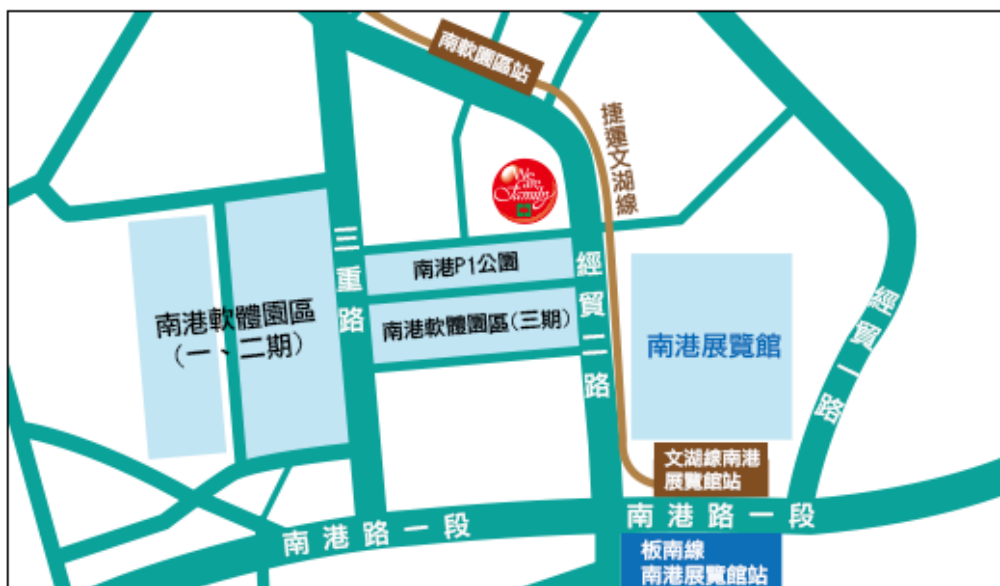 南軟園區站
捷運文湖線
We
are
Family
三重路
南港P1公園
經貿二路
南港軟體園區(三期)
南港軟體園區
(一、二期)
南港展覽館
經貿一路
文湖線南港
展覽館站
南港路一段
南港路一段
板南線
南港展覽館站